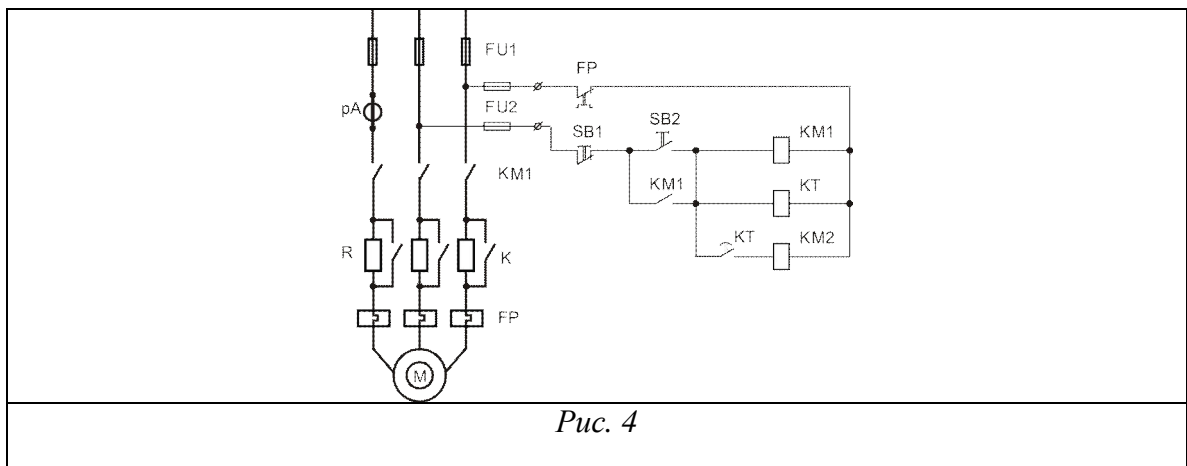 FU1
FP
pA
FU2
SB1
SB2
KM1
KM1
KM1
KT
R
K
KT
KM2
FP
M
Рис. 4